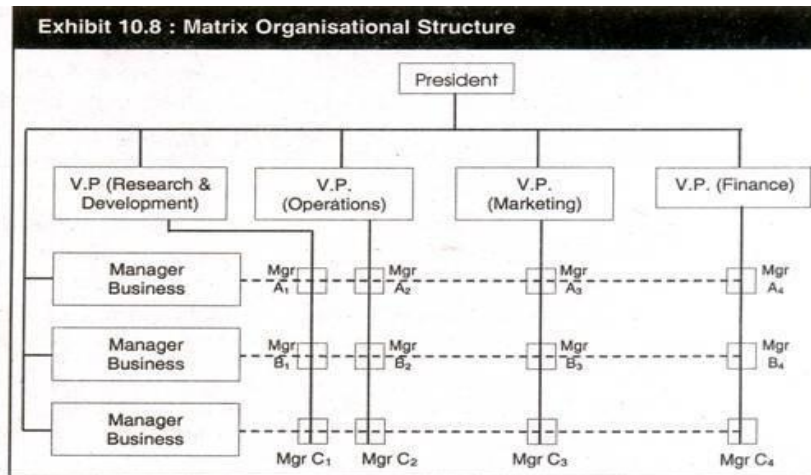 Exhibit 10.8 : Matrix Organisational Structure
President
V.P (Research &
Development)
V.P.
(Operations)
V.P.
(Marketing)
V.P. (Finance)
Manager
Business
Mgr
A₁
Mgr
A₂
Mgr
A₃
Mgr
A₄
Manager
Business
Mgr
B₁
Mgr
B₂
Mgr
B₃
Mgr
B₄
Manager
Business
Mgr C₁
Mgr C₂
Mgr C₃
Mgr C₄